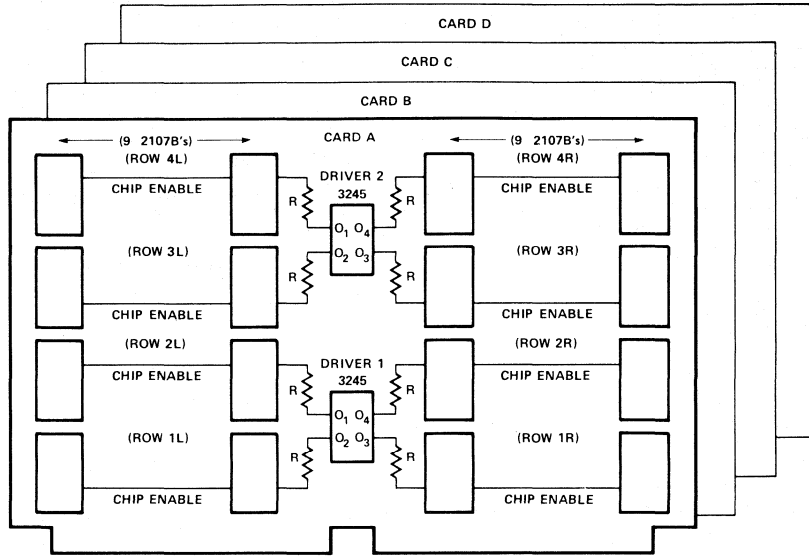 CARD D
CARD C
CARD B
CARD A
(9 2107B's)
(ROW 4L)
(9 2107B's)
(ROW 4R)
CHIP ENABLE
DRIVER 2
3245
CHIP ENABLE
R
R
O1 O4
O2 O3
(ROW 3L)
(ROW 3R)
R
R
CHIP ENABLE
CHIP ENABLE
(ROW 2L)
(ROW 2R)
CHIP ENABLE
DRIVER 1
3245
CHIP ENABLE
R
R
O1 O4
O2 O3
(ROW 1L)
(ROW 1R)
R
R
CHIP ENABLE
CHIP ENABLE